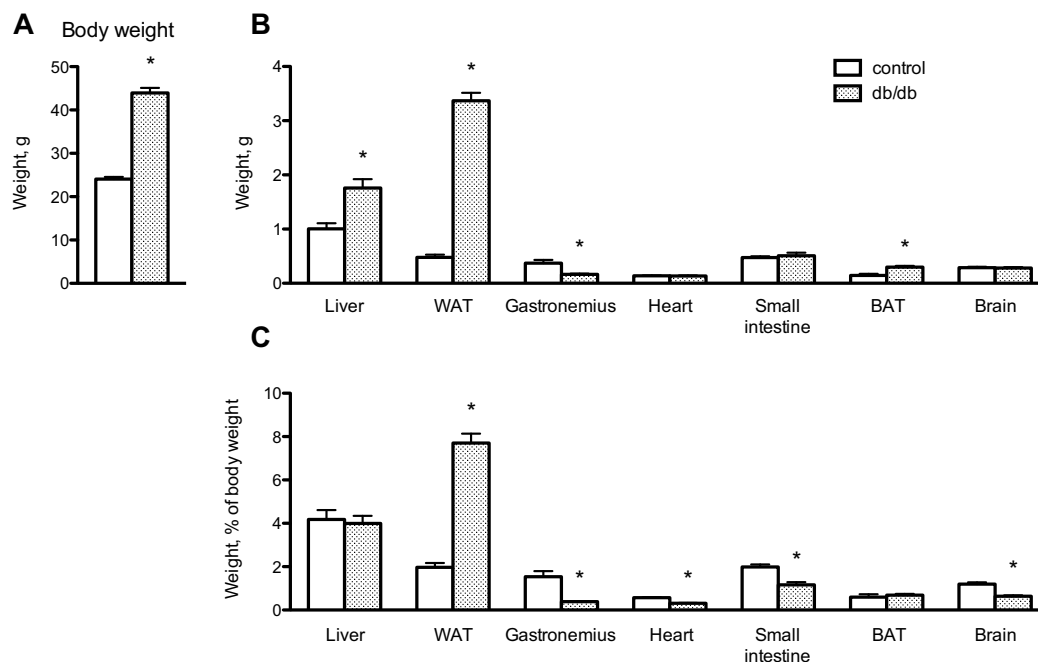 A
Body weight
Weight, g
50
40
30
20
10
0
*
B
Weight, g
4
3
2
1
0
*
*
*
*
control
db/db
Liver WAT Gastronemius Heart Small intestine BAT Brain
C
Weight, % of body weight
10
8
6
4
2
0
*
*
*
*
*
Liver WAT Gastronemius Heart Small intestine BAT Brain